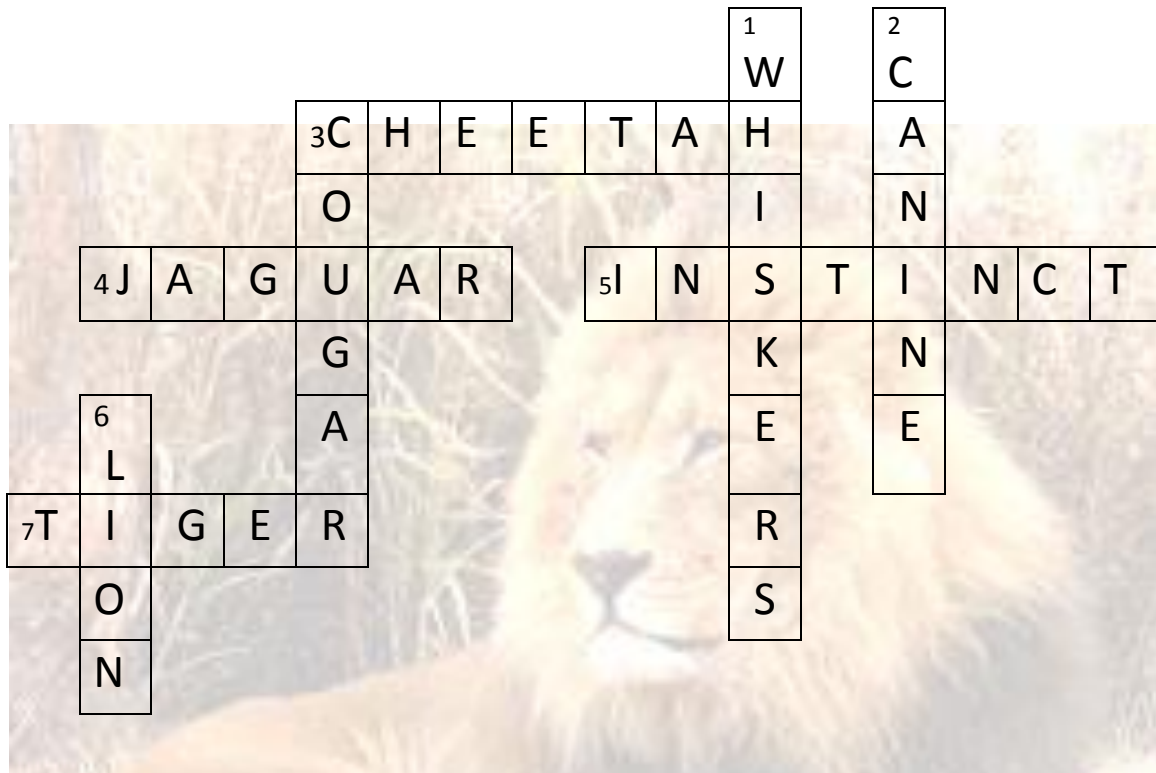 1 2
W C
3C H E E T A H A
O I N
4J A G U A R 5I N S T I N C T
G K N
6 A E E
L
7T I G E R R
O S
N